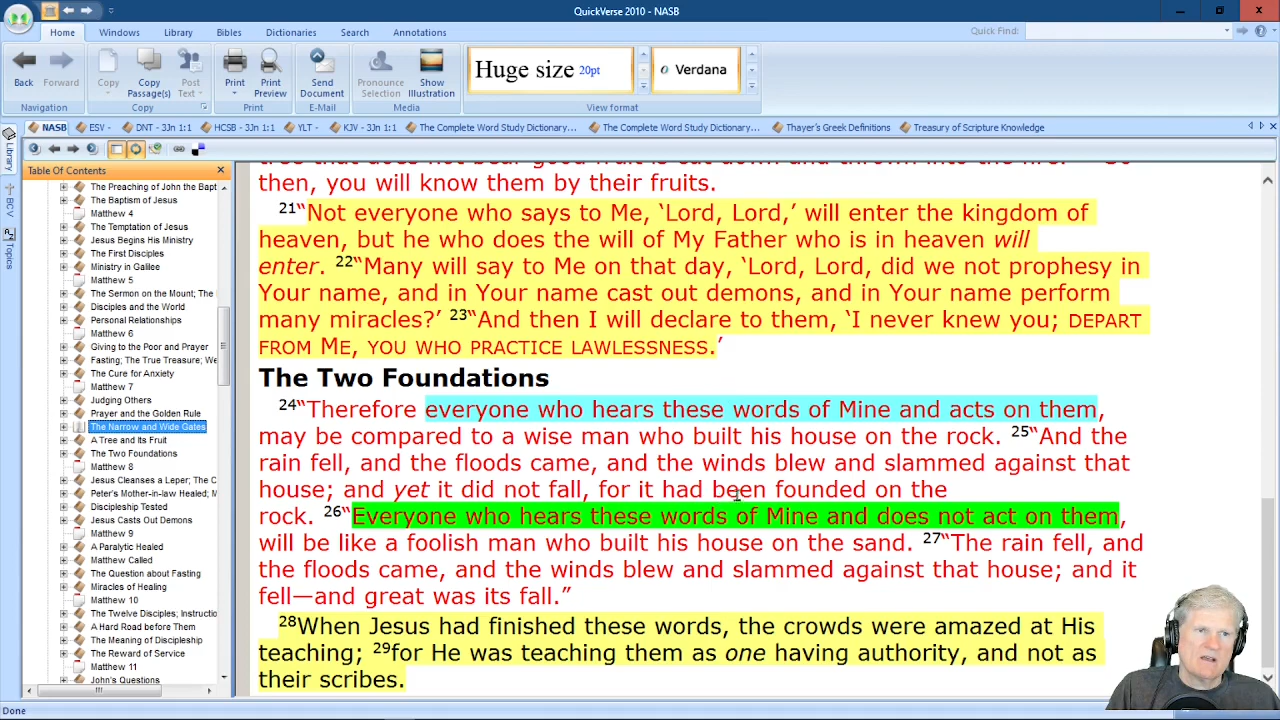 QuickVerse 2010 - NASB
Home Windows Library Bibles Dictionaries Search Annotations Quick Find:
Back Forward Copy Copy Passage(s) Post Text Print Print Preview Send Document Pronounce Selection Show Illustration Huge size 20pt O Verdana
Navigation Copy Print E-Mail Media View format
NASB ESV - DNT - 3Jn 1:1 HCSB - 3Jn 1:1 YLT - KJV - 3Jn 1:1 The Complete Word Study Dictionary... The Complete Word Study Dictionary... Thayer's Greek Definitions Treasury of Scripture Knowledge
Library
BCV
Topics
Table Of Contents
The Preaching of John the Bapt
The Baptism of Jesus
Matthew 4
The Temptation of Jesus
Jesus Begins His Ministry
The First Disciples
Ministry in Galilee
Matthew 5
The Sermon on the Mount; The
Disciples and the World
Personal Relationships
Matthew 6
Giving to the Poor and Prayer
Fasting; The True Treasure; We
The Cure for Anxiety
Matthew 7
Judging Others
Prayer and the Golden Rule
The Narrow and Wide Gates
A Tree and Its Fruit
The Two Foundations
Matthew 8
Jesus Cleanses a Leper; The C
Peter's Mother-in-law Healed; M
Discipleship Tested
Jesus Casts Out Demons
Matthew 9
A Paralytic Healed
Matthew Called
The Question about Fasting
Miracles of Healing
Matthew 10
The Twelve Disciples; Instructio
A Hard Road before Them
The Meaning of Discipleship
The Reward of Service
Matthew 11
John's Questions
then, you will know them by their fruits.
21“Not everyone who says to Me, ‘Lord, Lord,’ will enter the kingdom of
heaven, but he who does the will of My Father who is in heaven will
enter. 22“Many will say to Me on that day, ‘Lord, Lord, did we not prophesy in
Your name, and in Your name cast out demons, and in Your name perform
many miracles?’ 23“And then I will declare to them, ‘I never knew you; DEPART
FROM ME, YOU WHO PRACTICE LAWLESSNESS.’
The Two Foundations
24“Therefore everyone who hears these words of Mine and acts on them,
may be compared to a wise man who built his house on the rock. 25“And the
rain fell, and the floods came, and the winds blew and slammed against that
house; and yet it did not fall, for it had been founded on the
rock. 26“Everyone who hears these words of Mine and does not act on them,
will be like a foolish man who built his house on the sand. 27“The rain fell, and
the floods came, and the winds blew and slammed against that house; and it
fell—and great was its fall.”
28When Jesus had finished these words, the crowds were amazed at His
teaching; 29for He was teaching them as one having authority, and not as
their scribes.
Done